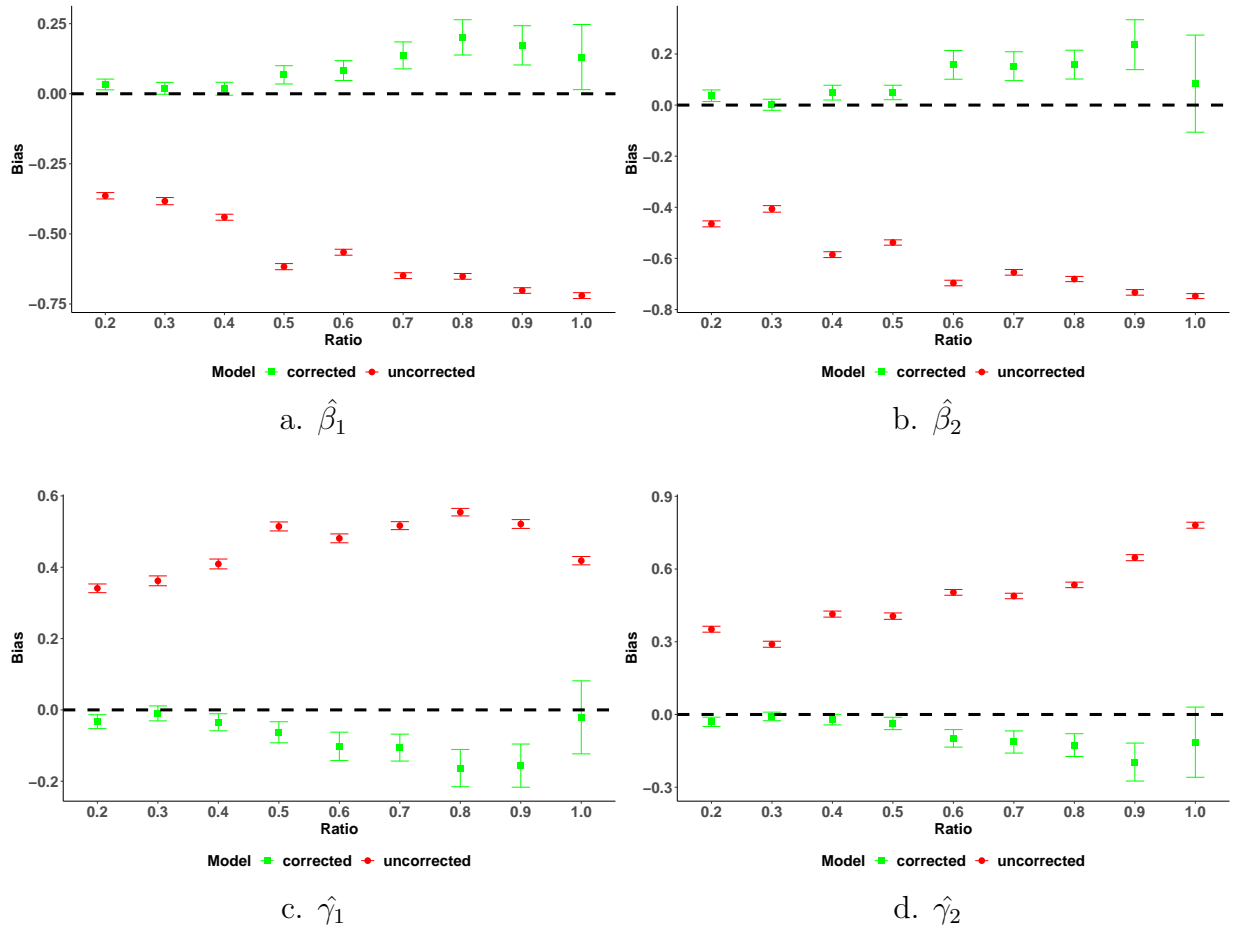 0.25
0.00
−0.25
−0.50
−0.75
Bias
0.2 0.3 0.4 0.5 0.6 0.7 0.8 0.9 1.0
Ratio
Model corrected uncorrected
a. β̂₁
0.2
0.0
−0.2
−0.4
−0.6
−0.8
Bias
0.2 0.3 0.4 0.5 0.6 0.7 0.8 0.9 1.0
Ratio
Model corrected uncorrected
b. β̂₂
0.6
0.4
0.2
0.0
−0.2
Bias
0.2 0.3 0.4 0.5 0.6 0.7 0.8 0.9 1.0
Ratio
Model corrected uncorrected
c. γ̂₁
0.9
0.6
0.3
0.0
−0.3
Bias
0.2 0.3 0.4 0.5 0.6 0.7 0.8 0.9 1.0
Ratio
Model corrected uncorrected
d. γ̂₂